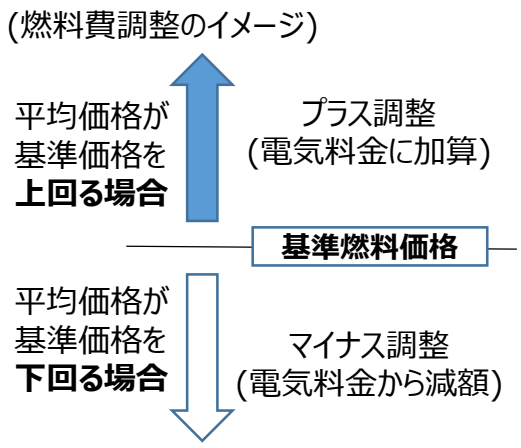 (燃料費調整のイメージ)
平均価格が
基準価格を
上回る場合
プラス調整
(電気料金に加算)
基準燃料価格
平均価格が
基準価格を
下回る場合
マイナス調整
(電気料金から減額)